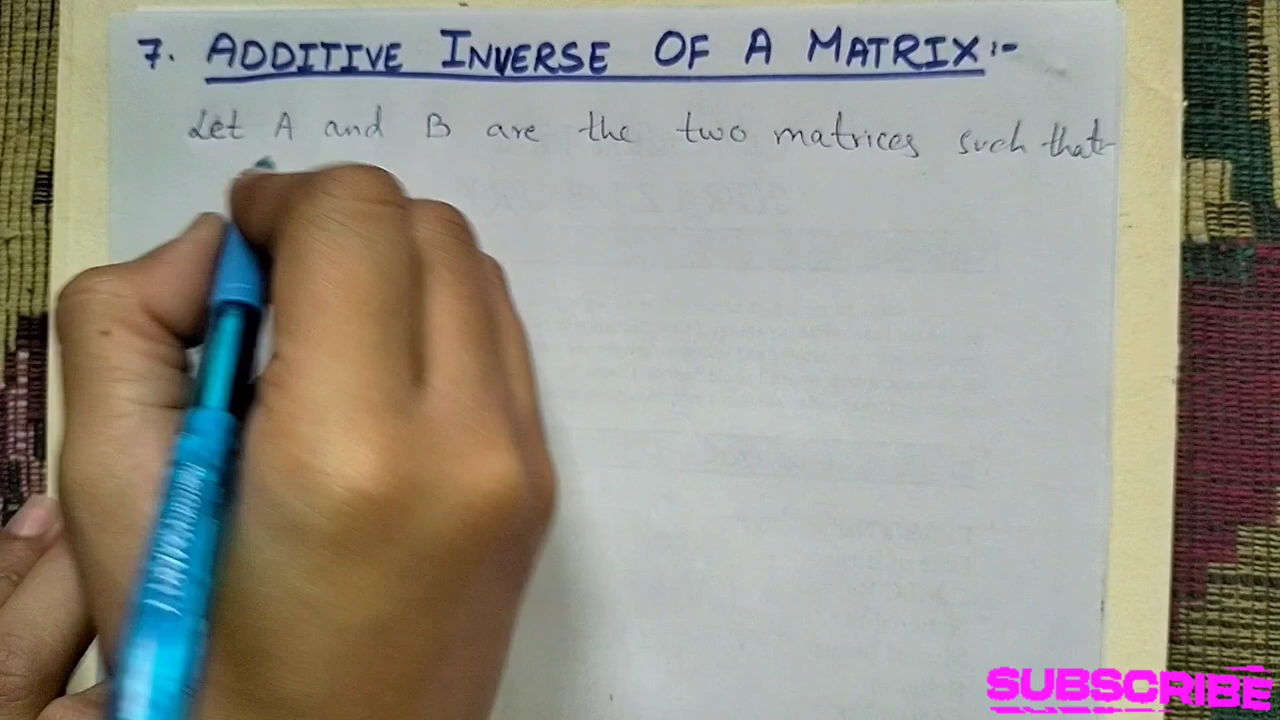 7. ADDITIVE INVERSE OF A MATRIX:-
Let A and B are the two matrices such that
SUBSCRIBE